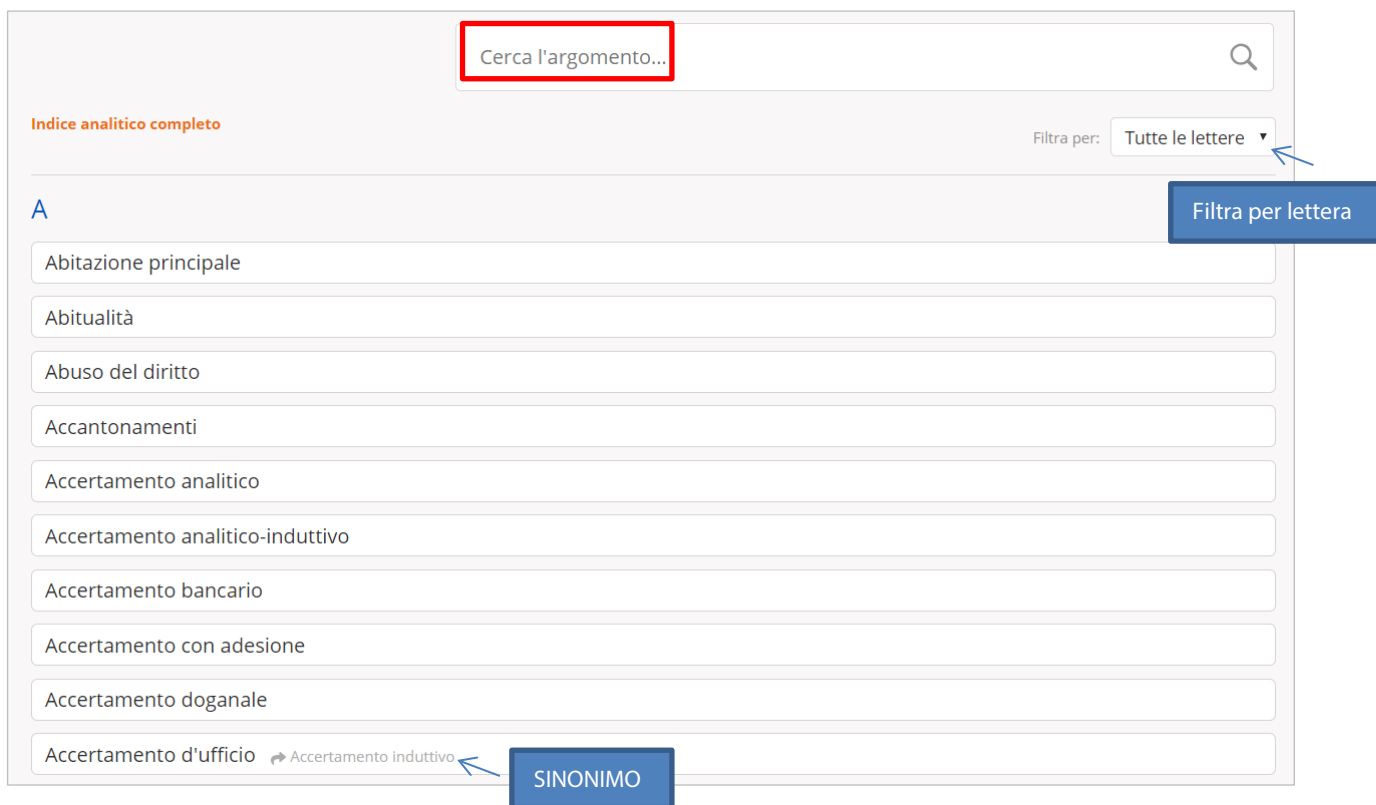 Cerca l'argomento...
Indice analitico completo
Filtra per: Tutte le lettere
Filtra per lettera
A
Abitazione principale
Abitualità
Abuso del diritto
Accantonamenti
Accertamento analitico
Accertamento analitico-induttivo
Accertamento bancario
Accertamento con adesione
Accertamento doganale
Accertamento d'ufficio Accertamento induttivo
SINONIMO